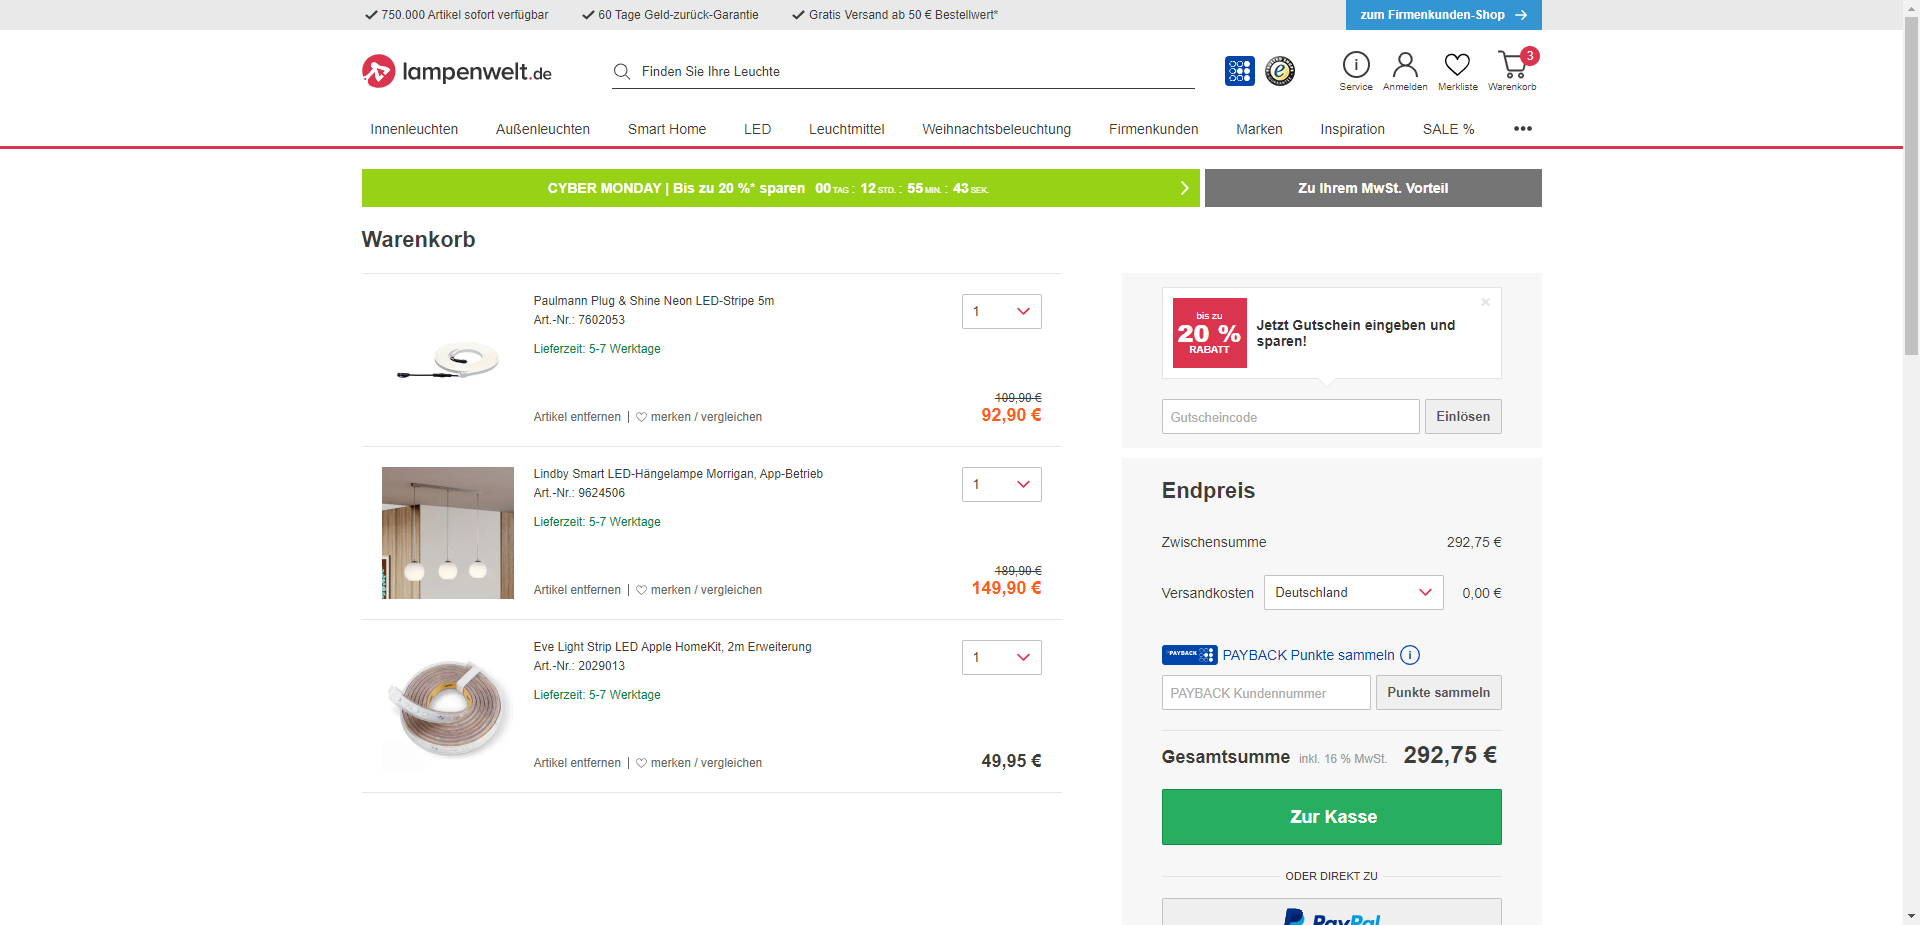 750.000 Artikel sofort verfügbar
60 Tage Geld-zurück-Garantie
Gratis Versand ab 50 € Bestellwert*
zum Firmenkunden-Shop
lampenwelt.de
Finden Sie Ihre Leuchte
Service
Anmelden
Merkliste
3
Warenkorb
Innenleuchten
Außenleuchten
Smart Home
LED
Leuchtmittel
Weihnachtsbeleuchtung
Firmenkunden
Marken
Inspiration
SALE %
CYBER MONDAY | Bis zu 20 %* sparen 00 TAG : 12 STD. : 55 MIN. : 43 SEK.
Zu Ihrem MwSt. Vorteil
Warenkorb
Paulmann Plug & Shine Neon LED-Stripe 5m
Art.-Nr.: 7602053
Lieferzeit: 5-7 Werktage
1
109,90 €
92,90 €
Artikel entfernen | merken / vergleichen
Lindby Smart LED-Hängelampe Morrigan, App-Betrieb
Art.-Nr.: 9624506
Lieferzeit: 5-7 Werktage
1
189,90 €
149,90 €
Artikel entfernen | merken / vergleichen
Eve Light Strip LED Apple HomeKit, 2m Erweiterung
Art.-Nr.: 2029013
Lieferzeit: 5-7 Werktage
1
49,95 €
Artikel entfernen | merken / vergleichen
bis zu
20 %
RABATT
Jetzt Gutschein eingeben und
sparen!
Gutscheincode
Einlösen
Endpreis
Zwischensumme 292,75 €
Versandkosten Deutschland 0,00 €
PAYBACK PAYBACK Punkte sammeln
PAYBACK Kundennummer
Punkte sammeln
Gesamtsumme inkl. 16 % MwSt. 292,75 €
Zur Kasse
ODER DIREKT ZU
PayPal